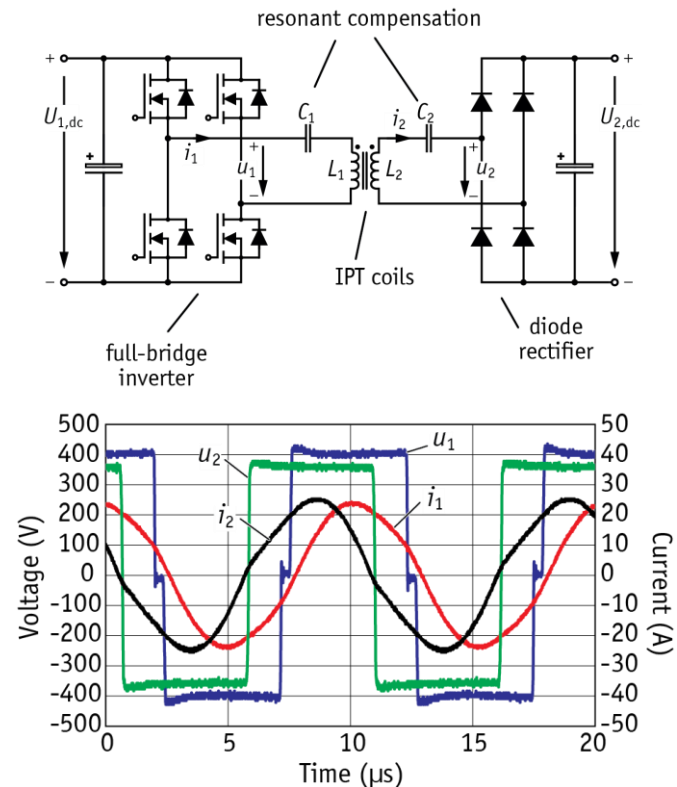 resonant compensation
+
+
+
C₁
i₂
C₂
U₁,dc
+
i₁
+
u₁
−
L₁
L₂
+
u₂
−
+
U₂,dc
IPT coils
−
−
full-bridge
inverter
diode
rectifier
500
400
300
200
100
0
-100
-200
-300
-400
-500
Voltage (V)
u₂
u₁
i₂
i₁
50
40
30
20
10
0
-10
-20
-30
-40
-50
Current (A)
0
5
10
15
20
Time (μs)